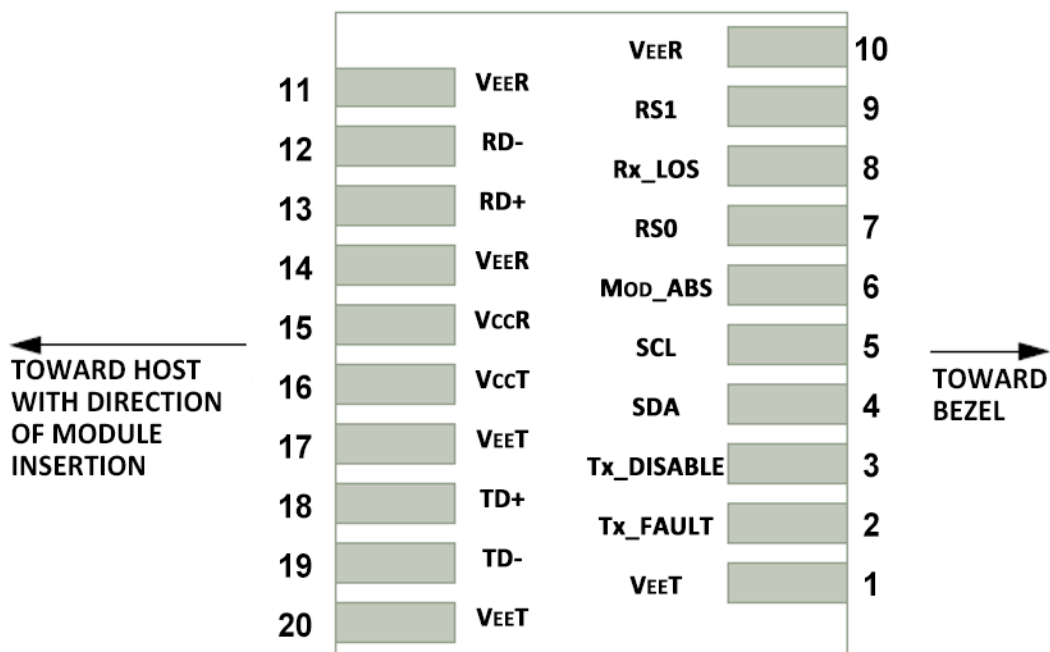 VEER 10
11 VEER
RS1 9
12 RD-
Rx_LOS 8
13 RD+
RS0 7
14 VEER
MOD_ABS 6
15 VCCR
SCL 5
16 VCCT
SDA 4
17 VEET
Tx_DISABLE 3
18 TD+
Tx_FAULT 2
19 TD-
VEET 1
20 VEET
TOWARD HOST
WITH DIRECTION
OF MODULE
INSERTION
TOWARD
BEZEL